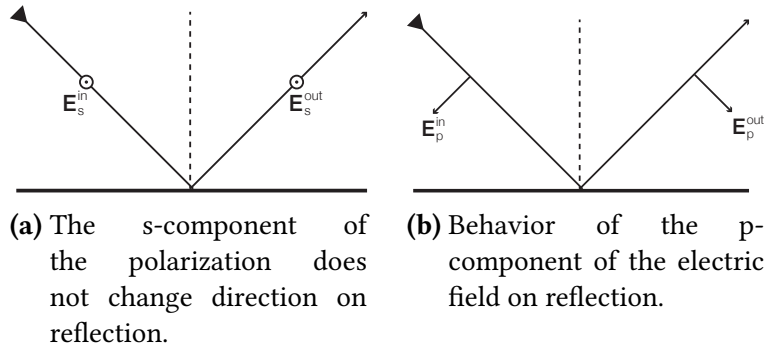 E_s^in E_s^out
E_p^in E_p^out
(a) The s-component of
the polarization does
not change direction on
reflection.
(b) Behavior of the p-
component of the electric
field on reflection.